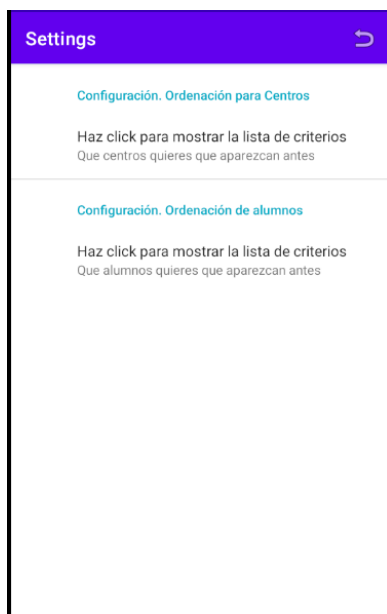 Settings
Configuración. Ordenación para Centros
Haz click para mostrar la lista de criterios
Que centros quieres que aparezcan antes
Configuración. Ordenación de alumnos
Haz click para mostrar la lista de criterios
Que alumnos quieres que aparezcan antes